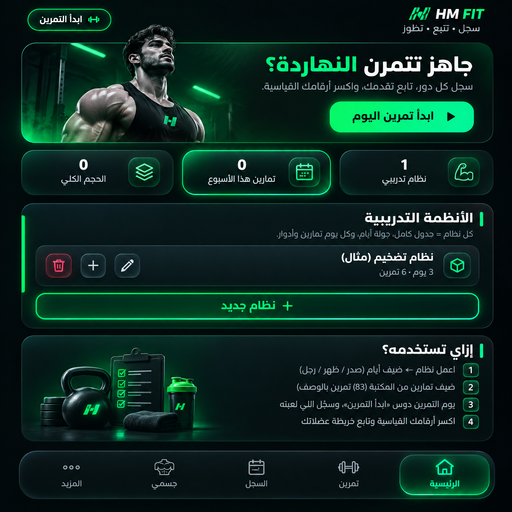 HM FIT
سجل • تتبع • تطور
ابدأ التمرين
جاهز تتمرن النهاردة؟
سجل كل دور، تابع تقدمك، واكسر أرقامك القياسية.
ابدأ تمرين اليوم
1
نظام تدريبي
0
تمارين هذا الأسبوع
0
الحجم الكلي
الأنظمة التدريبية
كل نظام = جدول كامل. جولة أيام، وكل يوم تمارين وأدوار.
نظام تضخيم (مثال)
3 يوم • 6 تمرين
+ نظام جديد
إزاي تستخدمه؟
1 اعمل نظام ← ضيف أيام (صدر / ظهر / رجل)
2 ضيف تمارين من المكتبة (83 تمرين بالوصف)
3 يوم التمرين دوس «ابدأ التمرين»، وسجّل اللي لعبته
4 اكسر أرقامك القياسية وتابع خريطة عضلاتك
الرئيسية
تمرين
السجل
جسمي
المزيد